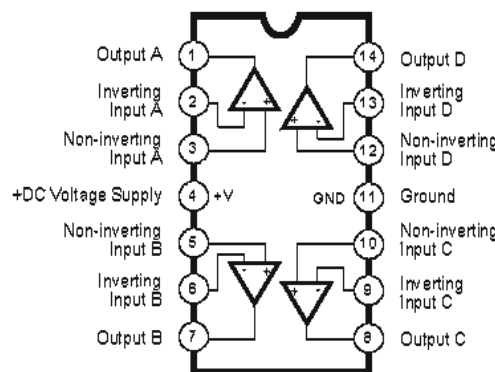 Output A
1
14
Output D
Inverting
Input A
2
13
Inverting
Input D
Non-inverting
Input A
3
12
Non-inverting
Input D
+DC Voltage Supply
4
+V
GND
11
Ground
Non-inverting
Input B
5
10
Non-inverting
Input C
Inverting
Input B
6
9
Inverting
Input C
Output B
7
8
Output C
- +
+ -
- +
+ -